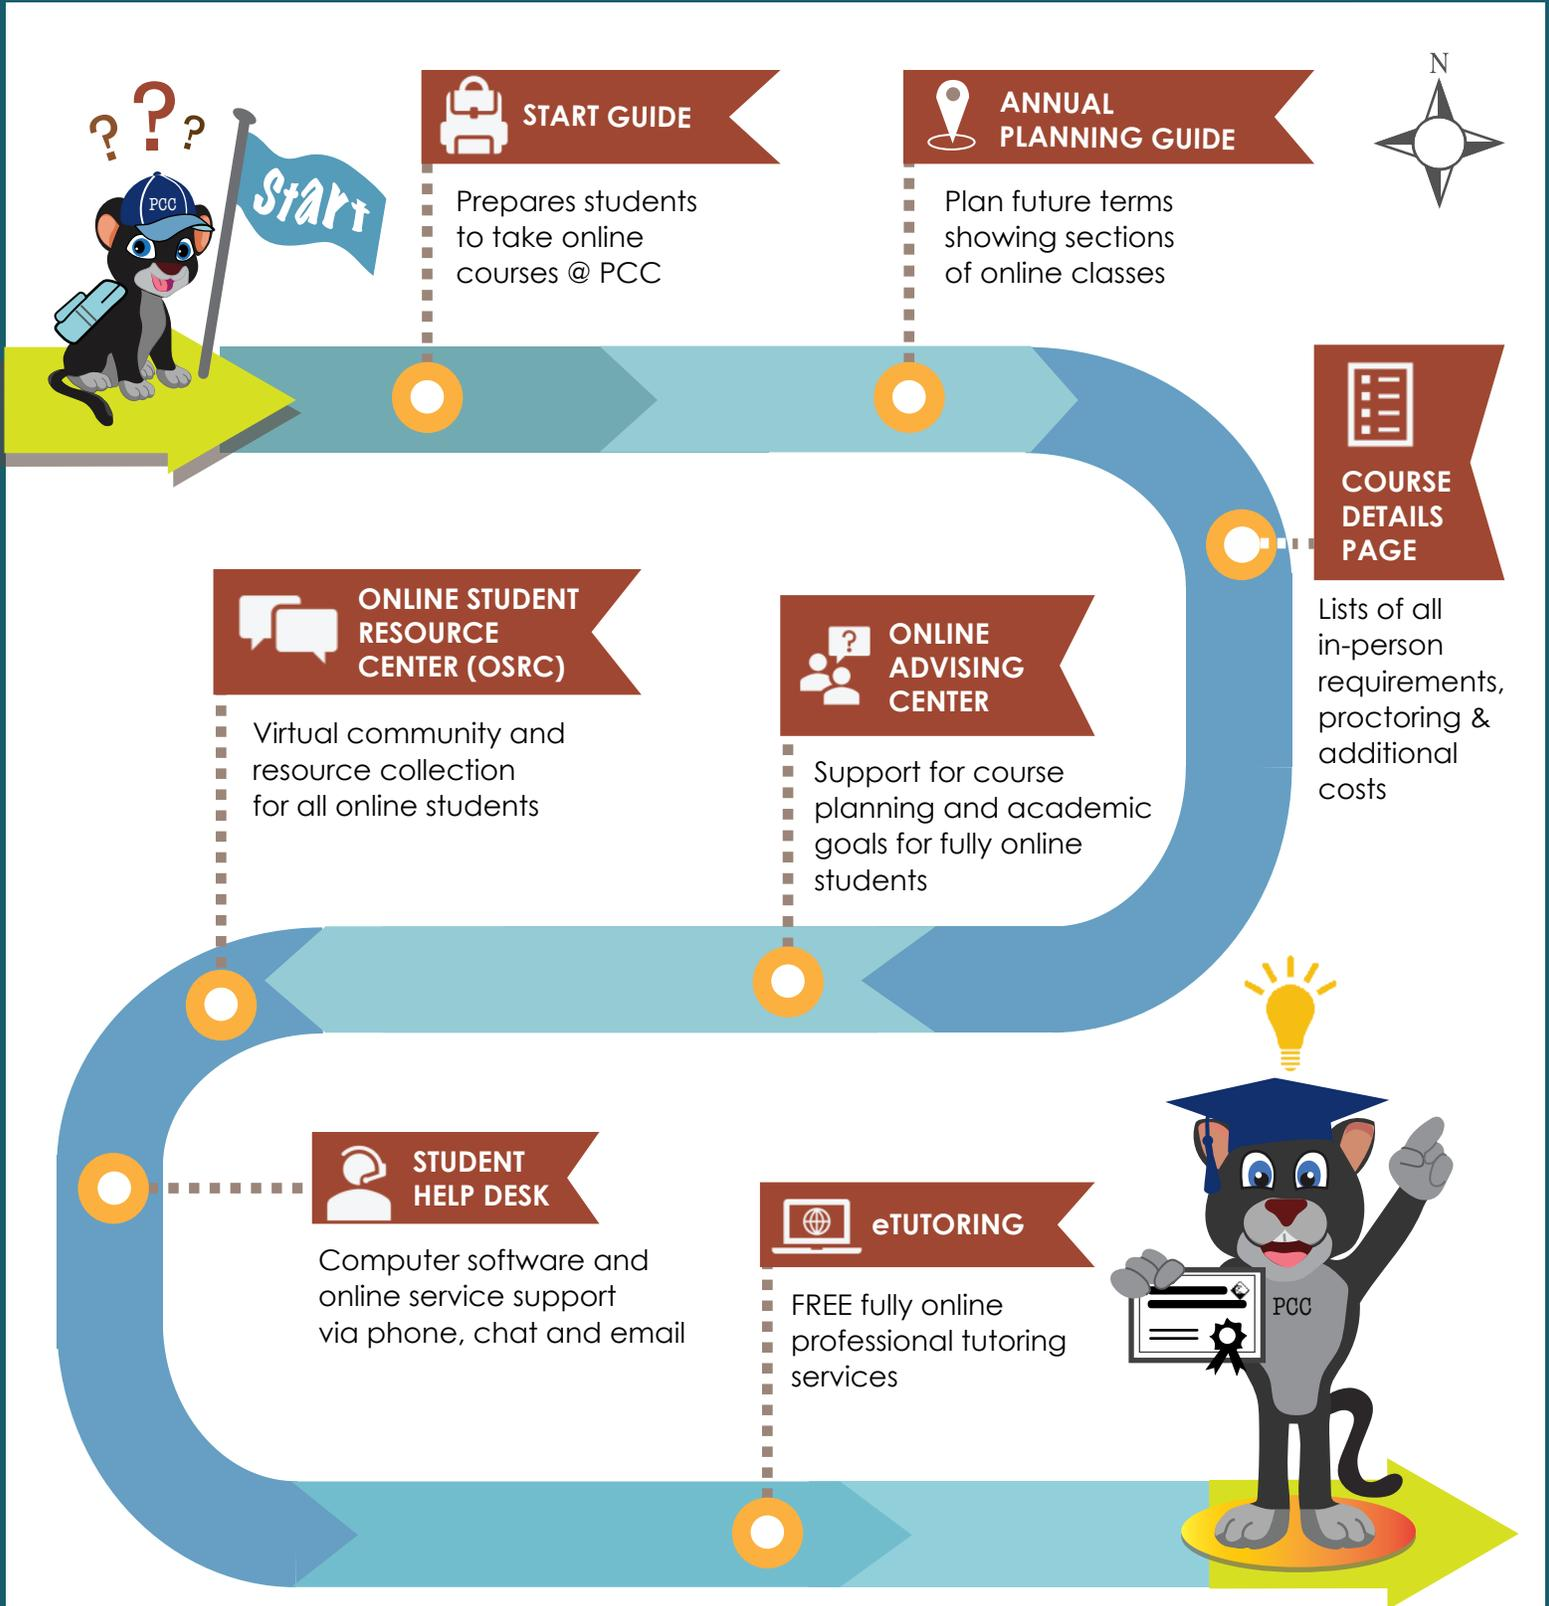 ? ? ?
PCC
Start
START GUIDE
Prepares students
to take online
courses @ PCC
ANNUAL
PLANNING GUIDE
Plan future terms
showing sections
of online classes
N
COURSE
DETAILS
PAGE
Lists of all
in-person
requirements,
proctoring &
additional
costs
ONLINE ADVISING
CENTER
?
Support for course
planning and academic
goals for fully online
students
ONLINE STUDENT
RESOURCE
CENTER (OSRC)
Virtual community and
resource collection
for all online students
STUDENT
HELP DESK
Computer software and
online service support
via phone, chat and email
eTUTORING
FREE fully online
professional tutoring
services
PCC